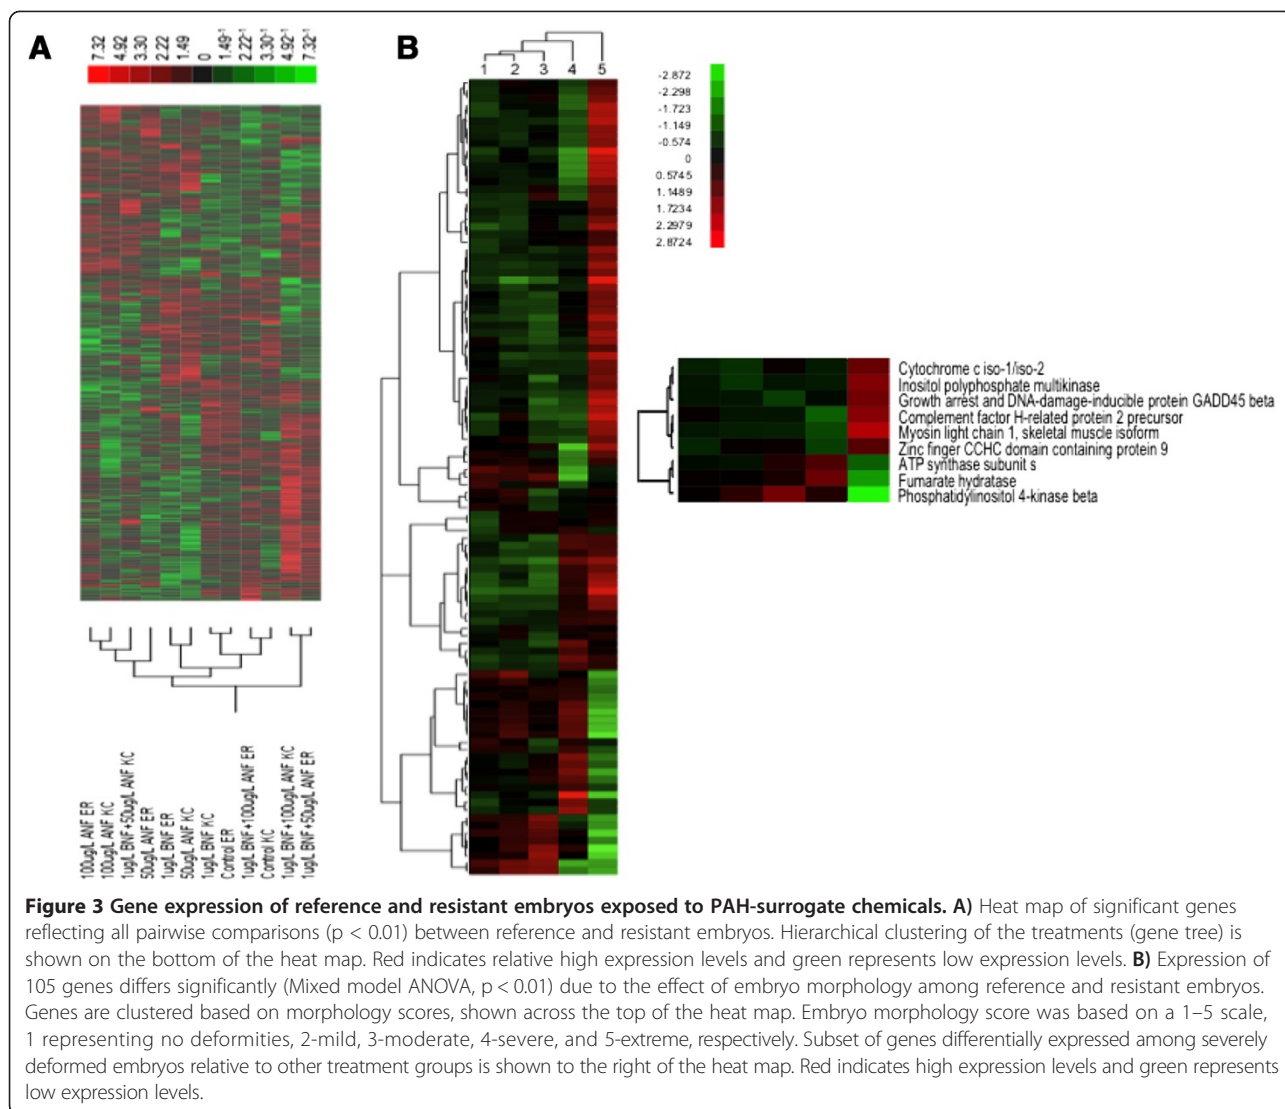 A
7.32
4.92
3.30
2.22
1.49
0
1.49⁻¹
2.22⁻¹
3.30⁻¹
4.92⁻¹
7.32⁻¹
100ug/L ANF ER
100ug/L ANF KC
1ug/L BNF+50ug/L ANF KC
50ug/L ANF ER
1ug/L BNF ER
50ug/L ANF KC
1ug/L BNF KC
Control ER
1ug/L BNF+100ug/L ANF ER
Control KC
1ug/L BNF+100ug/L ANF KC
1ug/L BNF+50ug/L ANF ER
B
1 2 3 4 5
-2.872
-2.298
-1.723
-1.149
-0.574
0
0.5745
1.1489
1.7234
2.2979
2.8724
Cytochrome c iso-1/iso-2
Inositol polyphosphate multikinase
Growth arrest and DNA-damage-inducible protein GADD45 beta
Complement factor H-related protein 2 precursor
Myosin light chain 1, skeletal muscle isoform
Zinc finger CCHC domain containing protein 9
ATP synthase subunit s
Fumarate hydratase
Phosphatidylinositol 4-kinase beta
Figure 3 Gene expression of reference and resistant embryos exposed to PAH-surrogate chemicals. A) Heat map of significant genes
reflecting all pairwise comparisons (p < 0.01) between reference and resistant embryos. Hierarchical clustering of the treatments (gene tree) is
shown on the bottom of the heat map. Red indicates relative high expression levels and green represents low expression levels. B) Expression of
105 genes differs significantly (Mixed model ANOVA, p < 0.01) due to the effect of embryo morphology among reference and resistant embryos.
Genes are clustered based on morphology scores, shown across the top of the heat map. Embryo morphology score was based on a 1–5 scale,
1 representing no deformities, 2-mild, 3-moderate, 4-severe, and 5-extreme, respectively. Subset of genes differentially expressed among severely
deformed embryos relative to other treatment groups is shown to the right of the heat map. Red indicates high expression levels and green represents
low expression levels.